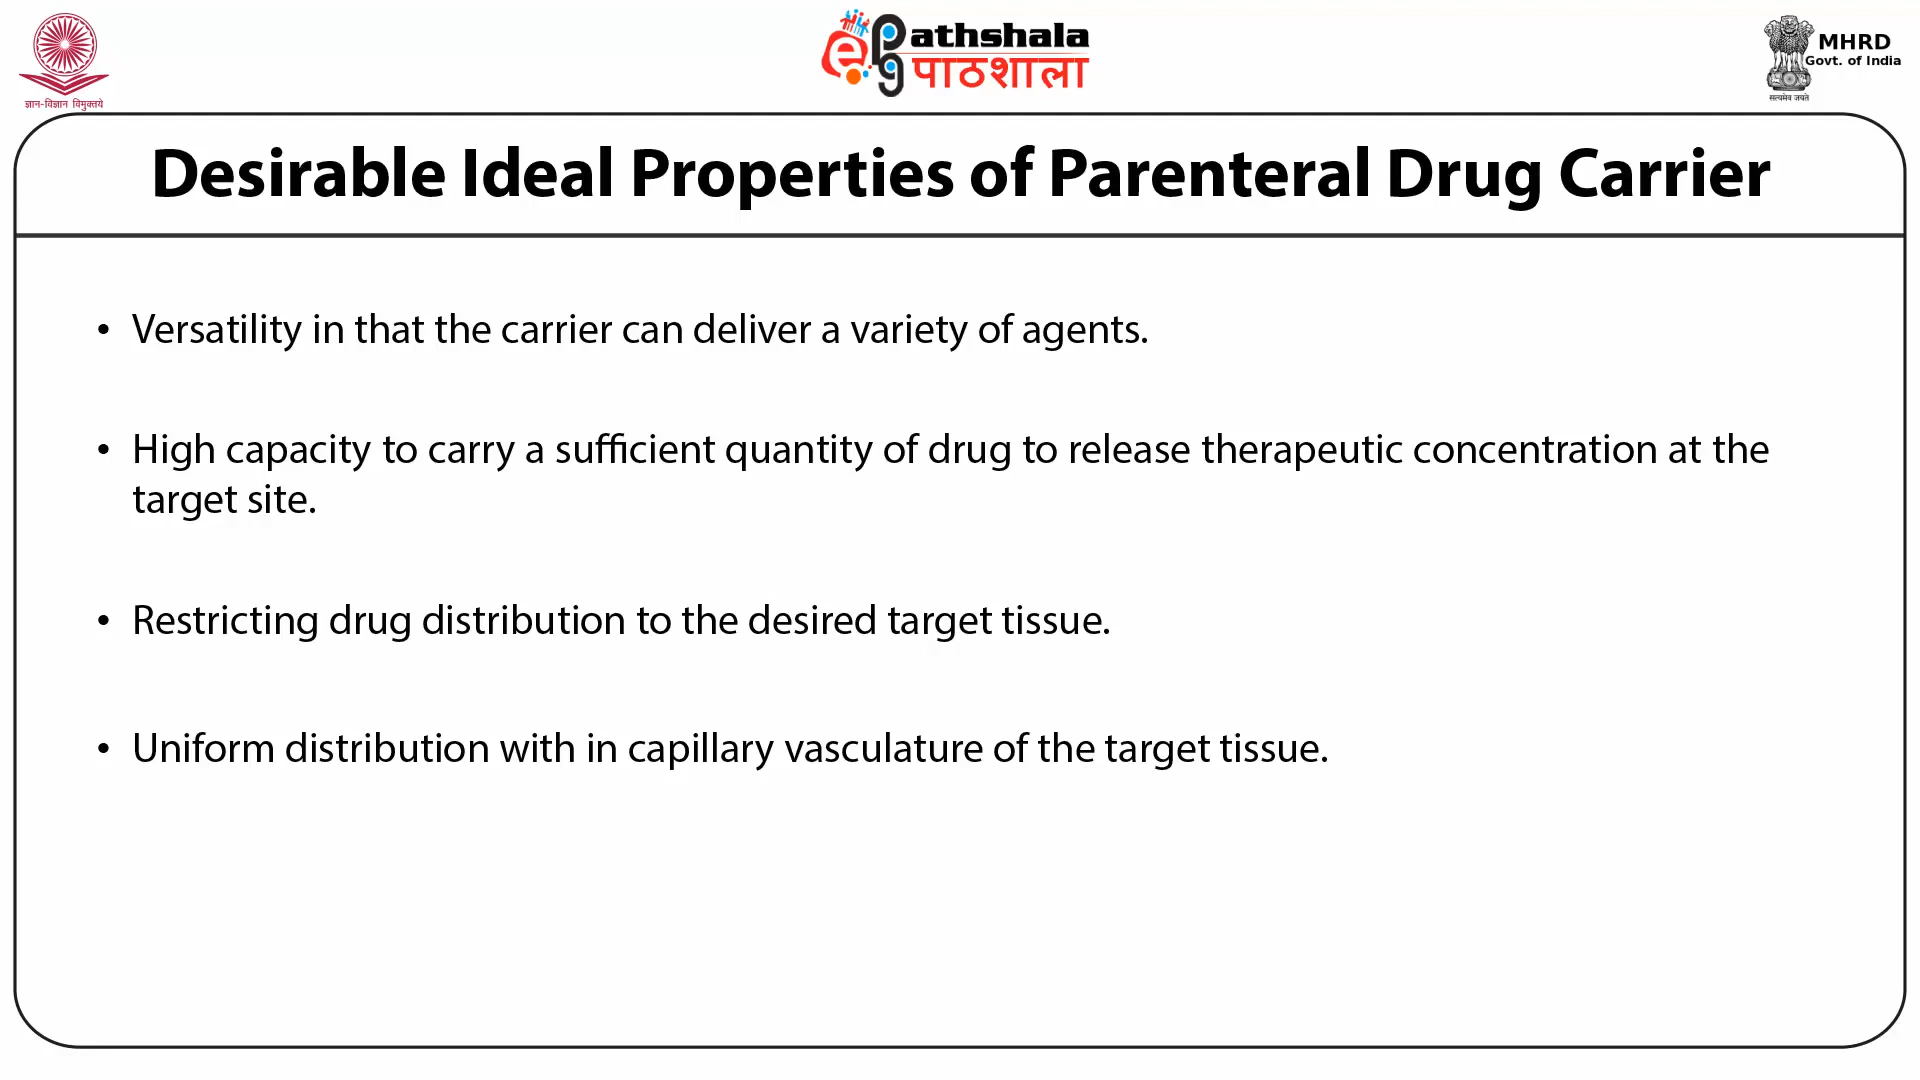 ज्ञान-विज्ञान विमुक्तये
ePathshala
पाठशाला
MHRD
Govt. of India
सत्यमेव जयते
Desirable Ideal Properties of Parenteral Drug Carrier
• Versatility in that the carrier can deliver a variety of agents.
• High capacity to carry a sufficient quantity of drug to release therapeutic concentration at the
target site.
• Restricting drug distribution to the desired target tissue.
• Uniform distribution with in capillary vasculature of the target tissue.